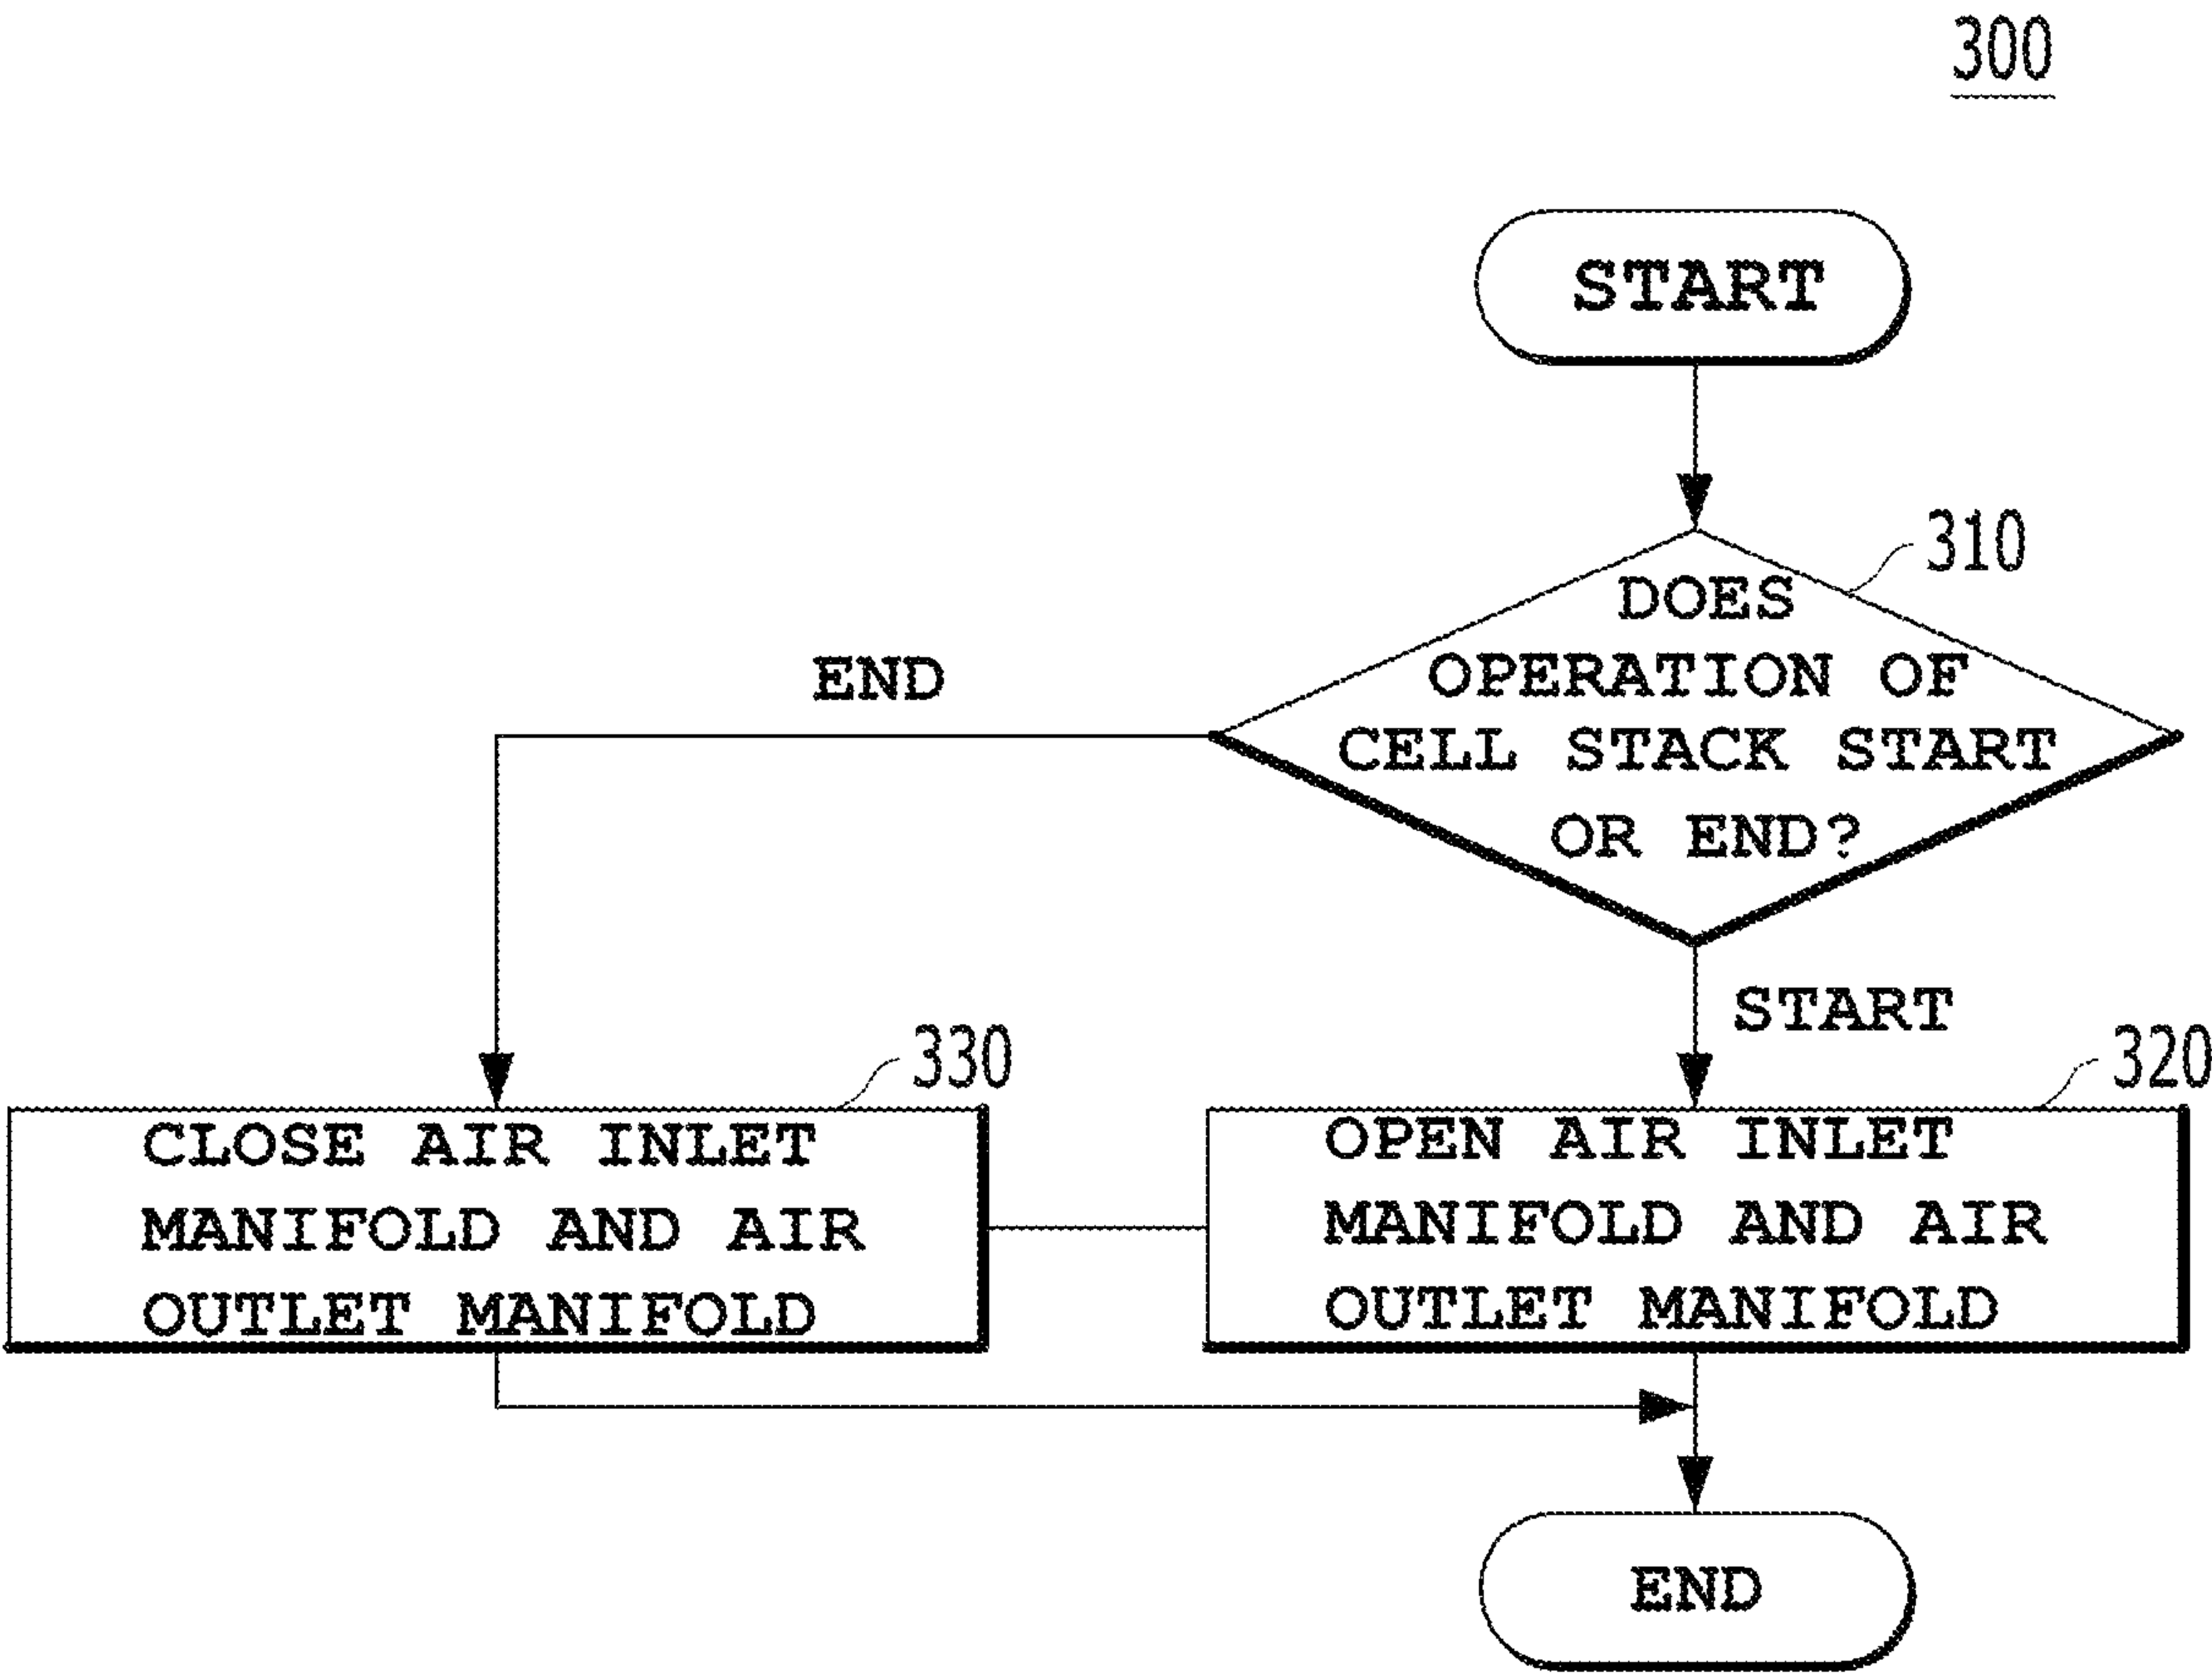 300
START
310
DOES
OPERATION OF
CELL STACK START
OR END?
END
START
330
CLOSE AIR INLET
MANIFOLD AND AIR
OUTLET MANIFOLD
320
OPEN AIR INLET
MANIFOLD AND AIR
OUTLET MANIFOLD
END